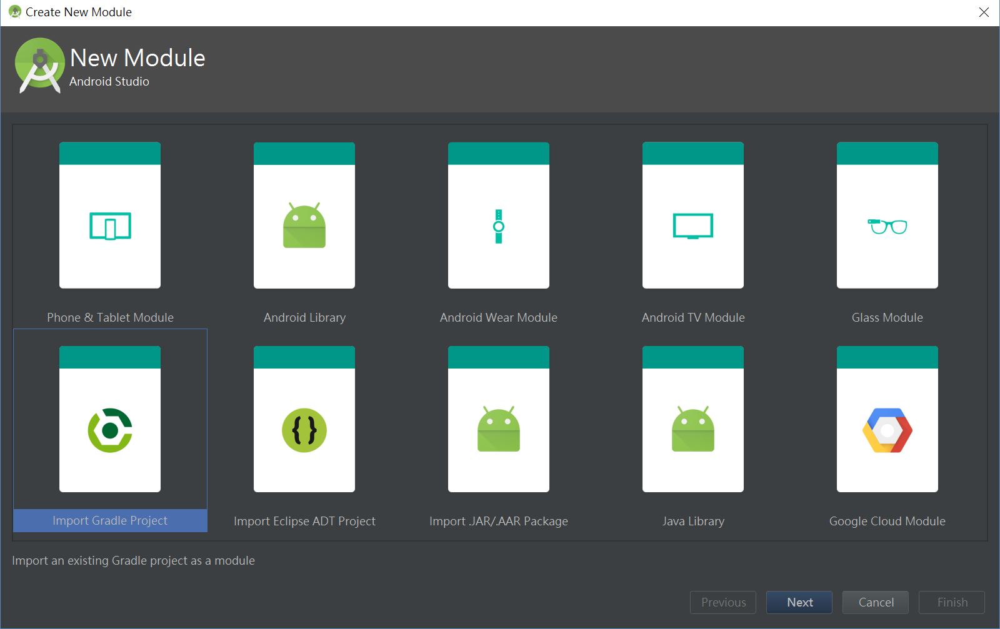 Create New Module
New Module
Android Studio
Phone & Tablet Module
Android Library
Android Wear Module
Android TV Module
Glass Module
{}
Import Gradle Project
Import Eclipse ADT Project
Import .JAR/.AAR Package
Java Library
Google Cloud Module
Import an existing Gradle project as a module
Previous
Next
Cancel
Finish